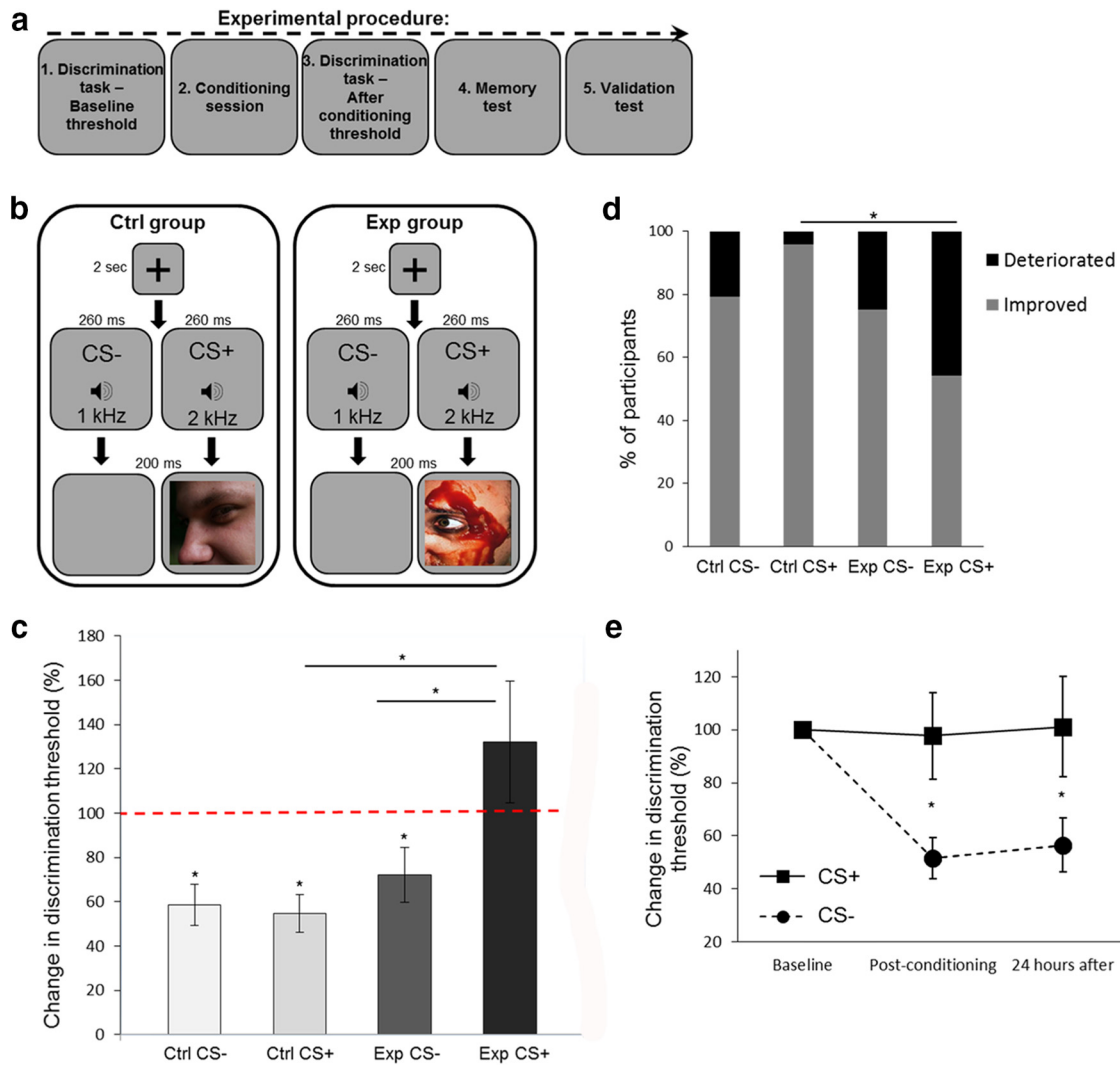 a
Experimental procedure:
1. Discrimination
task –
Baseline
threshold
2. Conditioning
session
3. Discrimination
task –
After
conditioning
threshold
4. Memory
test
5. Validation
test
b
Ctrl group
2 sec
260 ms
260 ms
CS-
CS+
1 kHz
2 kHz
200 ms
Exp group
2 sec
260 ms
260 ms
CS-
CS+
1 kHz
2 kHz
200 ms
c
Change in discrimination threshold (%)
180
160
140
120
100
80
60
40
20
0
*
*
*
*
*
Ctrl CS-
Ctrl CS+
Exp CS-
Exp CS+
d
% of participants
100
80
60
40
20
0
*
Deteriorated
Improved
Ctrl CS-
Ctrl CS+
Exp CS-
Exp CS+
e
Change in discrimination
threshold (%)
120
100
80
60
40
20
*
*
CS+
CS-
Baseline
Post-conditioning
24 hours after